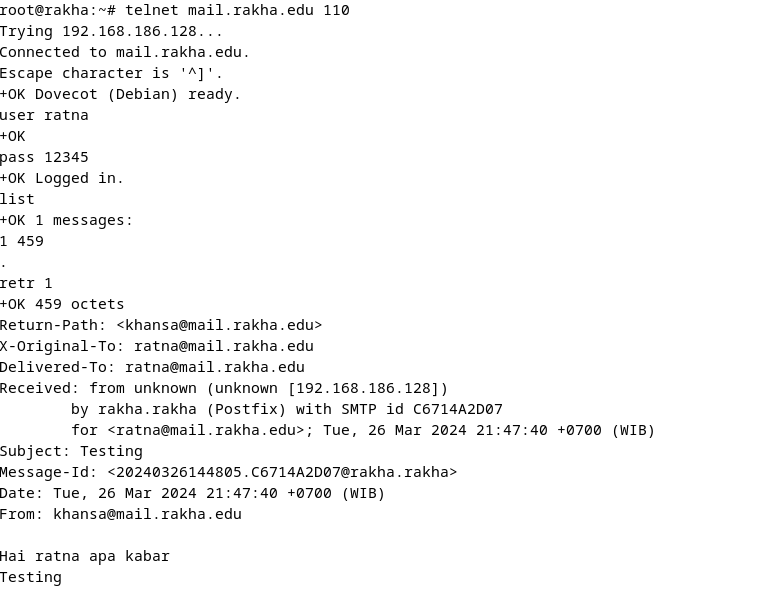 root@rakha:~# telnet mail.rakha.edu 110
Trying 192.168.186.128...
Connected to mail.rakha.edu.
Escape character is '^]'.
+OK Dovecot (Debian) ready.
user ratna
+OK
pass 12345
+OK Logged in.
list
+OK 1 messages:
1 459
.
retr 1
+OK 459 octets
Return-Path: <khansa@mail.rakha.edu>
X-Original-To: ratna@mail.rakha.edu
Delivered-To: ratna@mail.rakha.edu
Received: from unknown (unknown [192.168.186.128])
        by rakha.rakha (Postfix) with SMTP id C6714A2D07
        for <ratna@mail.rakha.edu>; Tue, 26 Mar 2024 21:47:40 +0700 (WIB)
Subject: Testing
Message-Id: <20240326144805.C6714A2D07@rakha.rakha>
Date: Tue, 26 Mar 2024 21:47:40 +0700 (WIB)
From: khansa@mail.rakha.edu

Hai ratna apa kabar
Testing